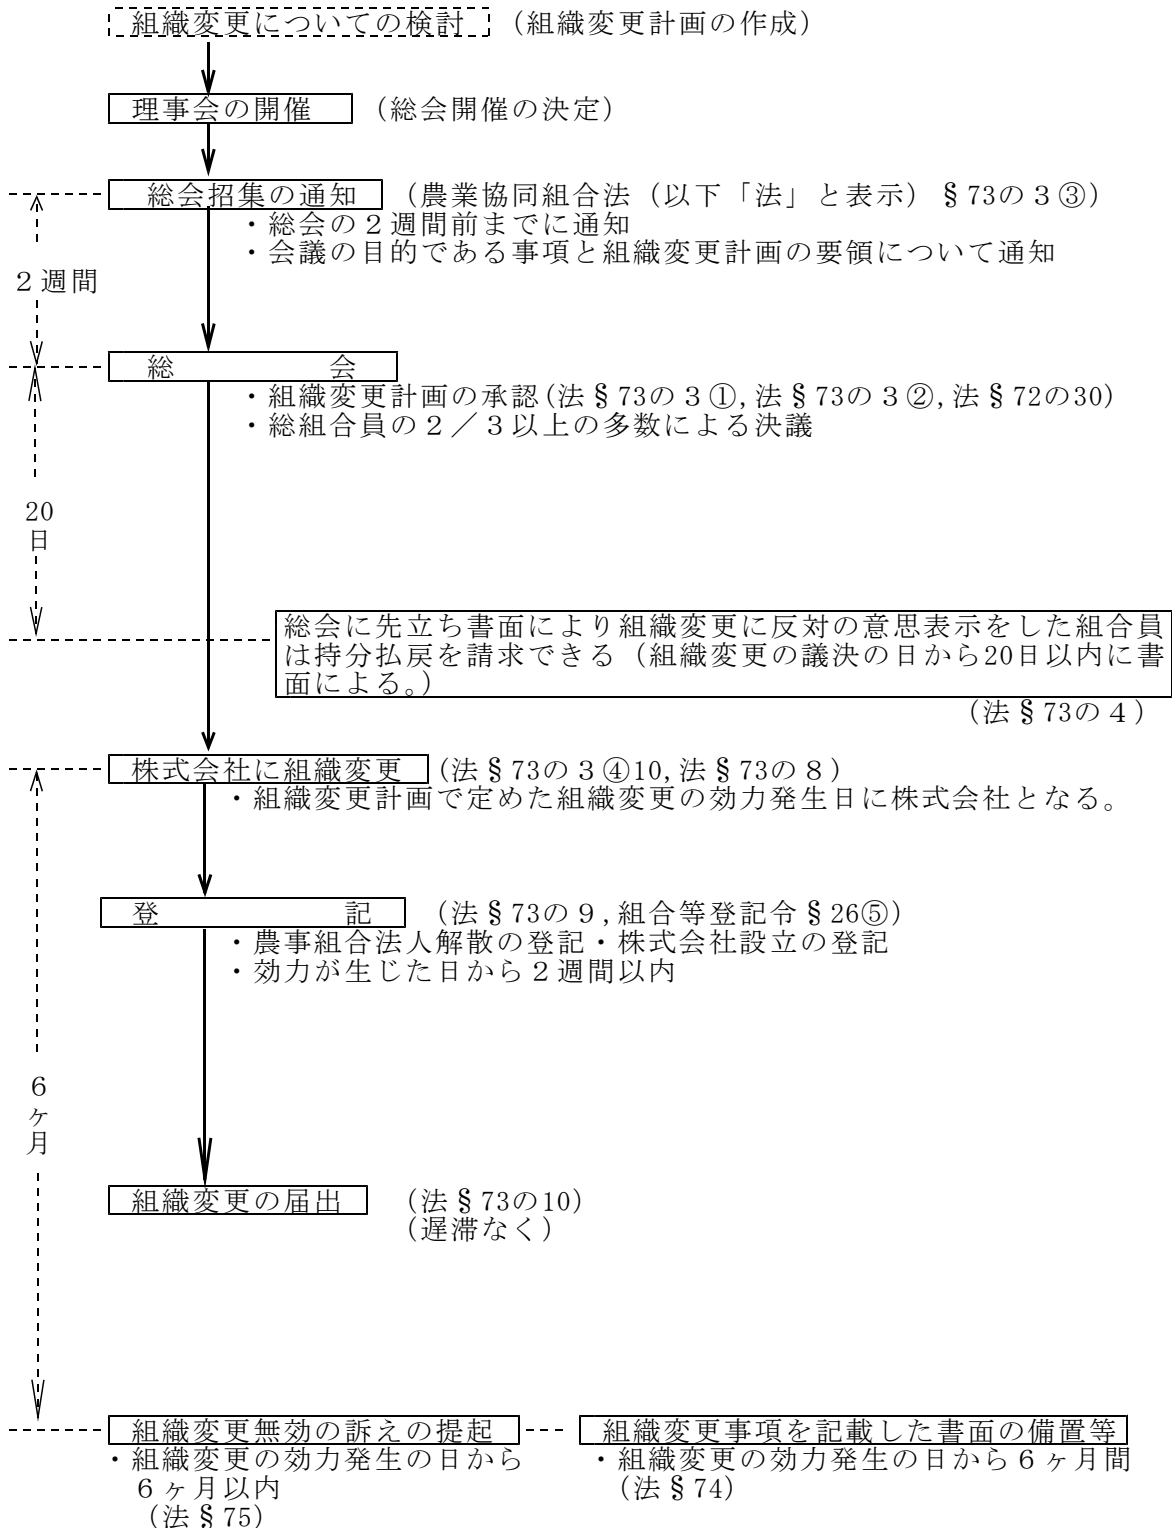 組織変更についての検討 （組織変更計画の作成）
理事会の開催 （総会開催の決定）
総会招集の通知 （農業協同組合法（以下「法」と表示）§73の３③）
・総会の２週間前までに通知
・会議の目的である事項と組織変更計画の要領について通知
２週間
総　　　　　会
・組織変更計画の承認(法§73の３①,法§73の３②,法§72の30)
・総組合員の２／３以上の多数による決議
20
日
総会に先立ち書面により組織変更に反対の意思表示をした組合員
は持分払戻を請求できる（組織変更の議決の日から20日以内に書
面による。）
（法§73の４）
株式会社に組織変更 （法§73の３④10,法§73の８）
・組織変更計画で定めた組織変更の効力発生日に株式会社となる。
登　　　　　　記 （法§73の９,組合等登記令§26⑤）
・農事組合法人解散の登記・株式会社設立の登記
・効力が生じた日から２週間以内
６
ヶ
月
組織変更の届出 （法§73の10）
（遅滞なく）
組織変更無効の訴えの提起 組織変更事項を記載した書面の備置等
・組織変更の効力発生の日から ・組織変更の効力発生の日から６ヶ月間
６ヶ月以内 （法§74）
（法§75）